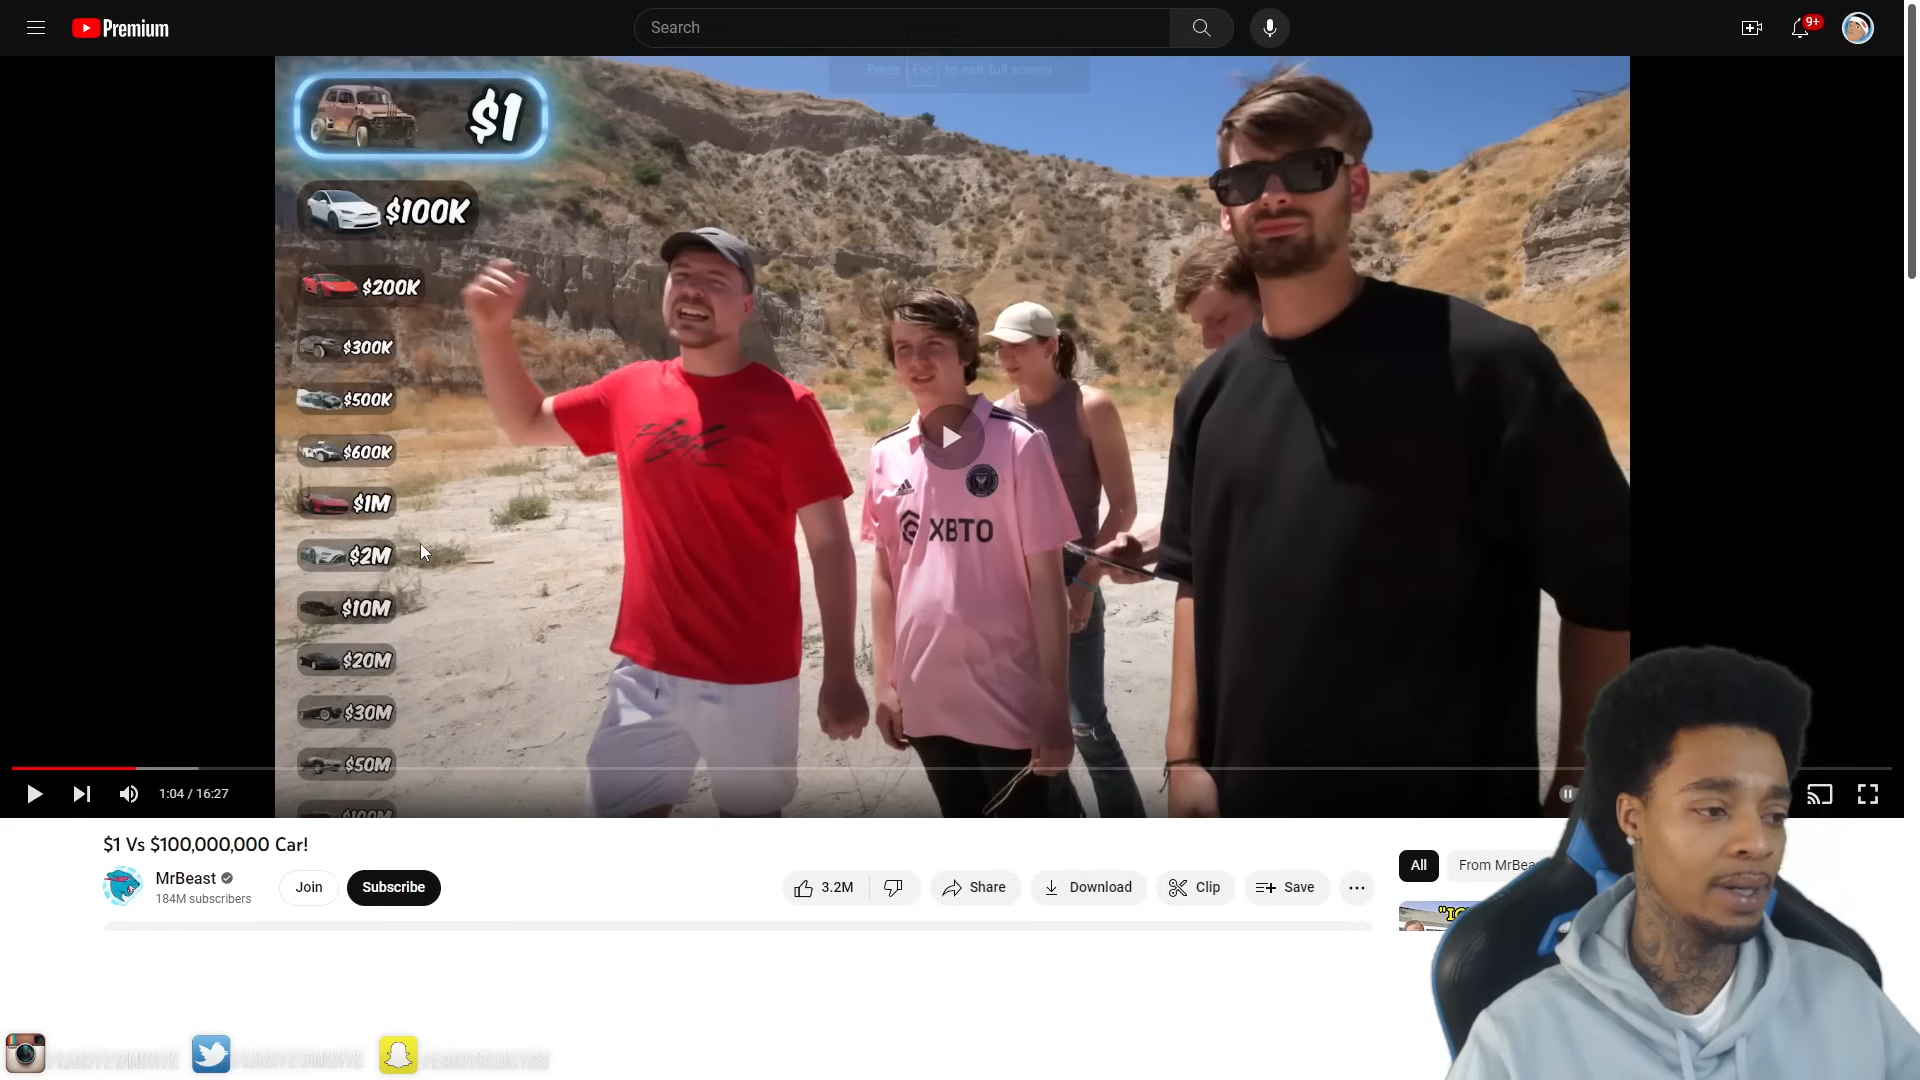 Premium
Search
9+
Press Esc to exit full screen
$1
$100K
$200K
$300K
$500K
$600K
$1M
$2M
$10M
$20M
$30M
$50M
$100M
XBTO
1:04 / 16:27
$1 Vs $100,000,000 Car!
MrBeast
184M subscribers
Join
Subscribe
3.2M
Share
Download
Clip
Save
All
From MrBea